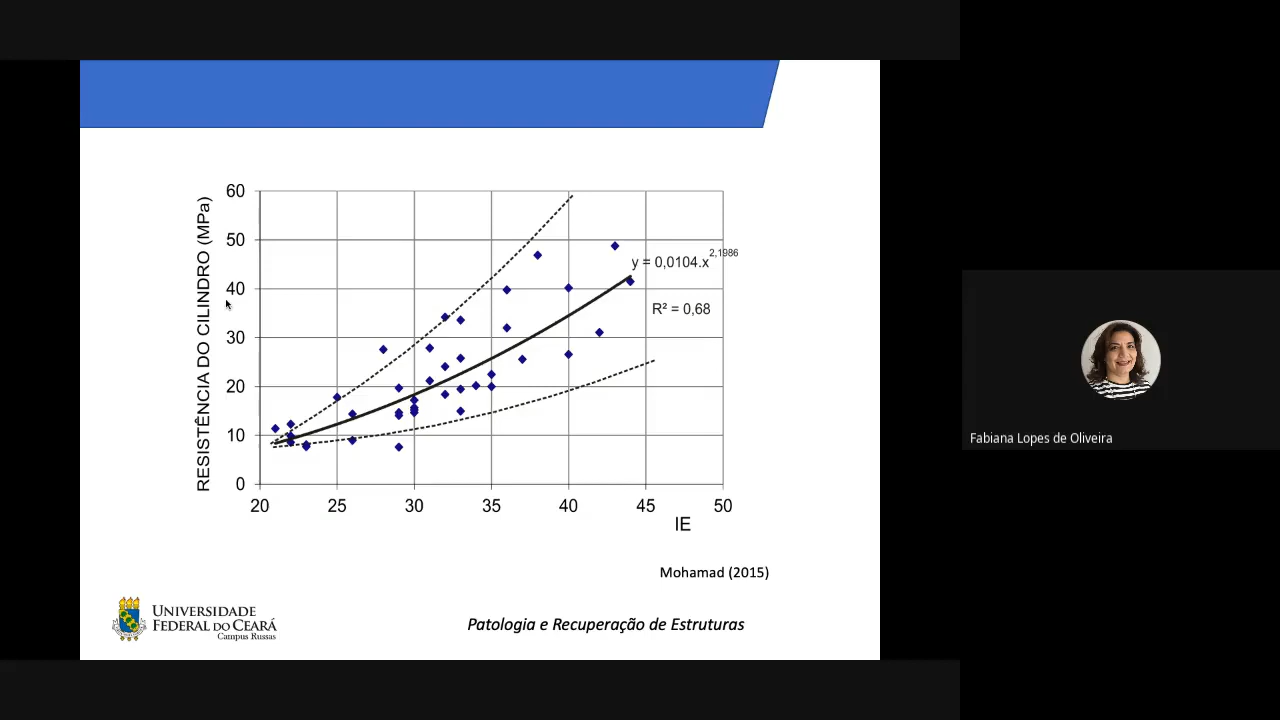 60
50
40
30
20
10
0
RESISTÊNCIA DO CILINDRO (MPa)
y = 0,0104.x^2,1986
R² = 0,68
20 25 30 35 40 45 50
IE
Mohamad (2015)
UNIVERSIDADE
FEDERAL DO CEARÁ
Campus Russas
Patologia e Recuperação de Estruturas
Fabiana Lopes de Oliveira